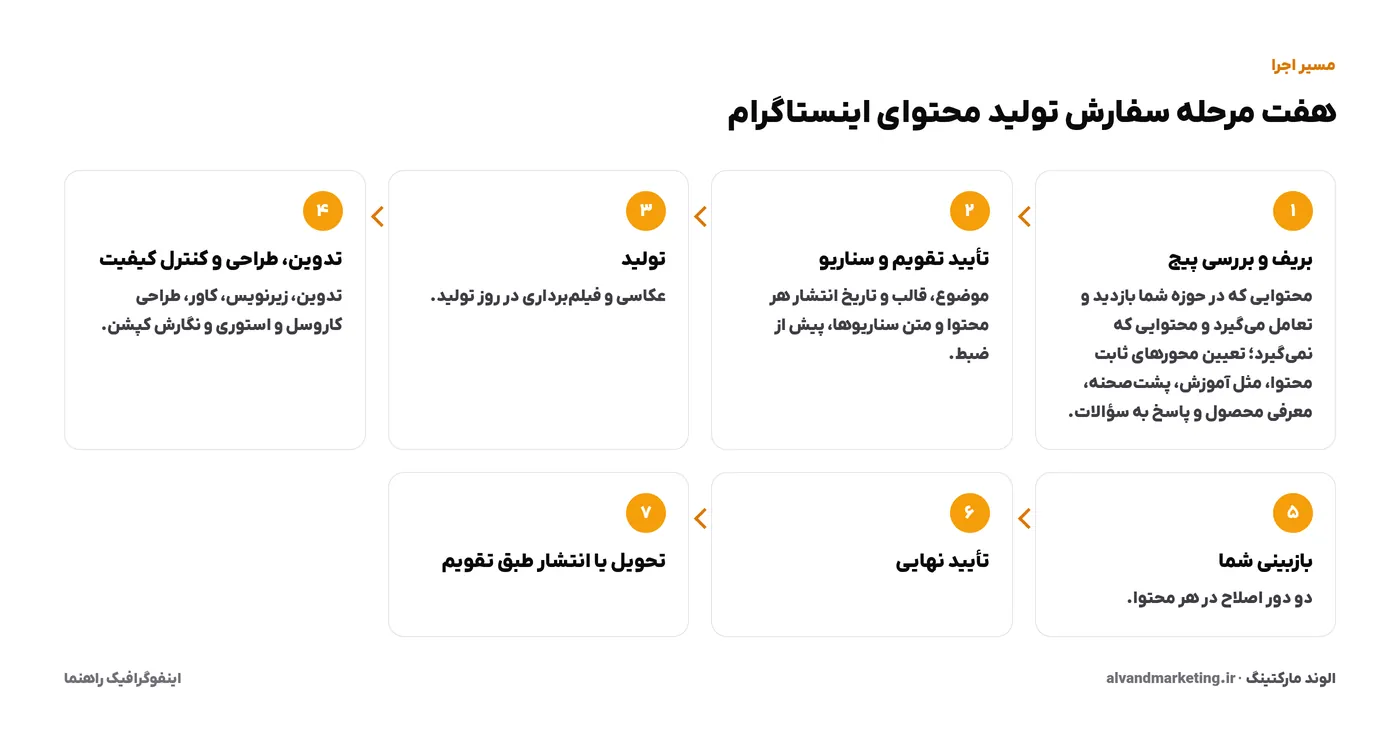 مسیر اجرا
هفت مرحله سفارش تولید محتوای اینستاگرام
۱
بریف و بررسی پیج
محتوایی که در حوزه شما بازدید و
تعامل می‌گیرد و محتوایی که
نمی‌گیرد؛ تعیین محورهای ثابت
محتوا، مثل آموزش، پشت‌صحنه،
معرفی محصول و پاسخ به سؤالات.
۲
تأیید تقویم و سناریو
موضوع، قالب و تاریخ انتشار هر
محتوا و متن سناریوها، پیش از
ضبط.
۳
تولید
عکاسی و فیلم‌برداری در روز تولید.
۴
تدوین، طراحی و کنترل کیفیت
تدوین، زیرنویس، کاور، طراحی
کاروسل و استوری و نگارش کپشن.
۵
بازبینی شما
دو دور اصلاح در هر محتوا.
۶
تأیید نهایی
۷
تحویل یا انتشار طبق تقویم
الوند مارکتینگ · alvandmarketing.ir
اینفوگرافیک راهنما